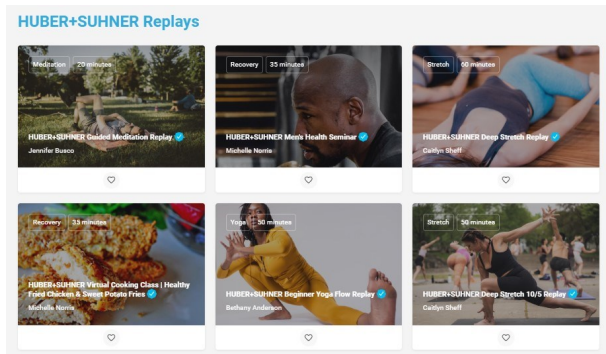 HUBER+SUHNER Replays
Meditation 20 minutes
HUBER+SUHNER Guided Meditation Replay
Jennifer Busco
Recovery 35 minutes
HUBER+SUHNER Men's Health Seminar
Michelle Norris
Stretch 60 minutes
HUBER+SUHNER Deep Stretch Replay
Caitlyn Sheff
Recovery 35 minutes
HUBER+SUHNER Virtual Cooking Class | Healthy
Fried Chicken & Sweet Potato Fries
Michelle Norris
Yoga 50 minutes
HUBER+SUHNER Beginner Yoga Flow Replay
Bethany Anderson
Stretch 50 minutes
HUBER+SUHNER Deep Stretch 10/5 Replay
Caitlyn Sheff